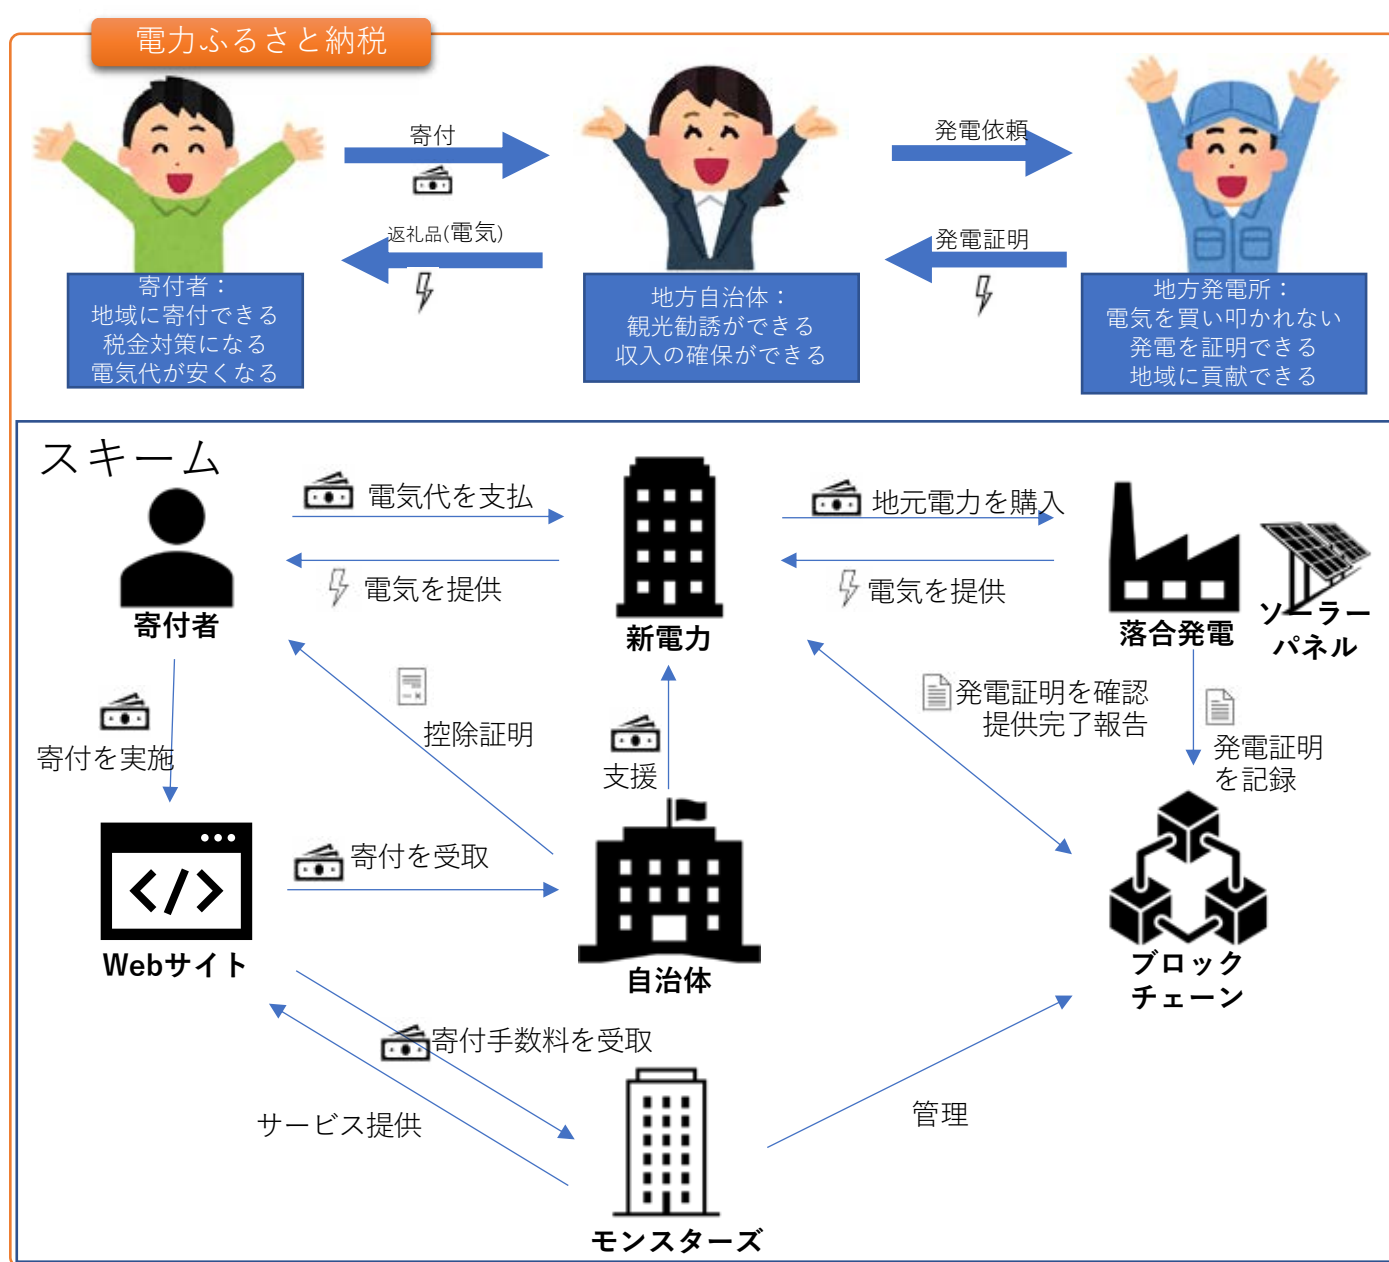 電力ふるさと納税
寄付
発電依頼
返礼品(電気)
発電証明
寄付者：
地域に寄付できる
税金対策になる
電気代が安くなる
地方自治体：
観光勧誘ができる
収入の確保ができる
地方発電所：
電気を買い叩かれない
発電を証明できる
地域に貢献できる
スキーム
電気代を支払
地元電力を購入
電気を提供
電気を提供
寄付者
新電力
落合発電
ソーラー
パネル
寄付を実施
控除証明
支援
発電証明を確認
提供完了報告
発電証明
を記録
寄付を受取
Webサイト
自治体
ブロック
チェーン
寄付手数料を受取
サービス提供
管理
モンスターズ